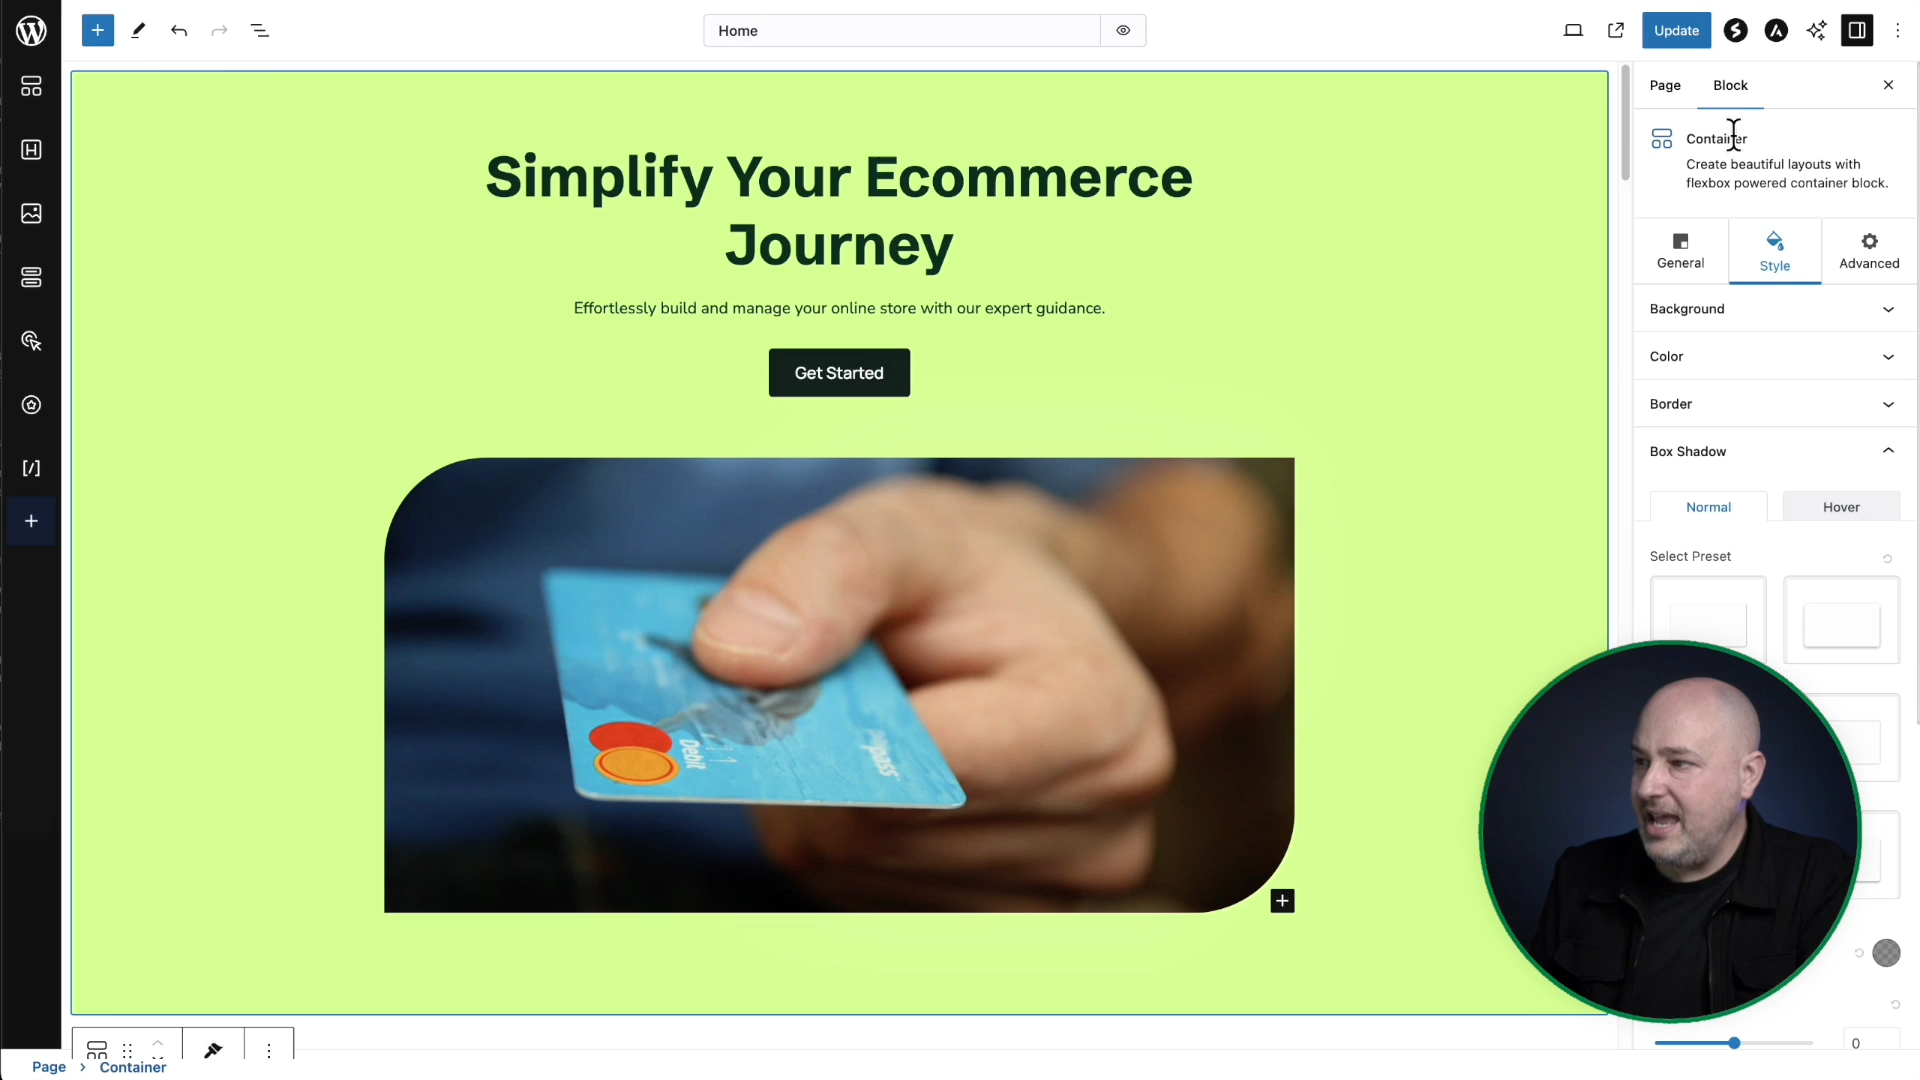 Home
Update
Page
Block
Container
Create beautiful layouts with
flexbox powered container block.
General
Style
Advanced
Background
Color
Border
Box Shadow
Normal
Hover
Select Preset
0
Simplify Your Ecommerce
Journey
Effortlessly build and manage your online store with our expert guidance.
Get Started
Debit
Page
Container